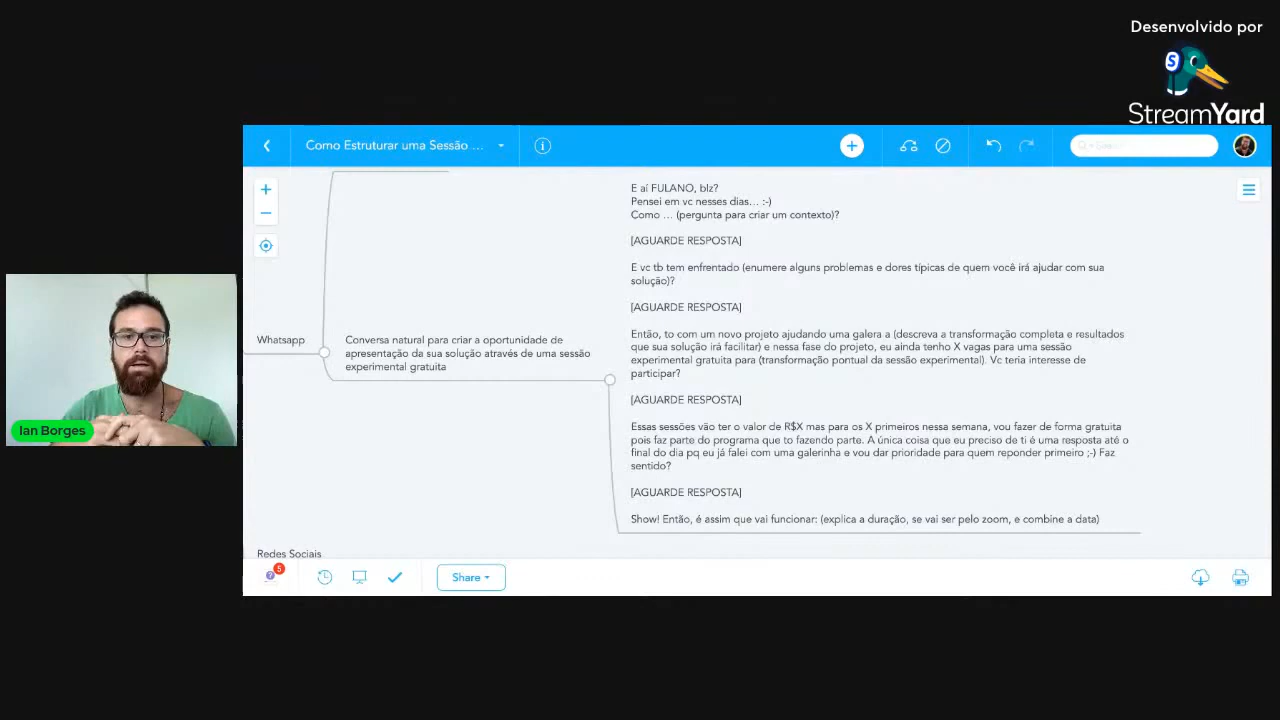 Desenvolvido por
StreamYard
Como Estruturar uma Sessão ...
E aí FULANO, blz?
Pensei em vc nesses dias... :-)
Como ... (pergunta para criar um contexto)?
[AGUARDE RESPOSTA]
E vc tb tem enfrentado (enumere alguns problemas e dores típicas de quem você irá ajudar com sua
solução)?
[AGUARDE RESPOSTA]
Então, to com um novo projeto ajudando uma galera a (descreva a transformação completa e resultados
que sua solução irá facilitar) e nessa fase do projeto, eu ainda tenho X vagas para uma sessão
experimental gratuita para (transformação pontual da sessão experimental). Vc teria interesse de
participar?
[AGUARDE RESPOSTA]
Essas sessões vão ter o valor de R$X mas para os X primeiros nessa semana, vou fazer de forma gratuita
pois faz parte do programa que to fazendo parte. A única coisa que eu preciso de ti é uma resposta até o
final do dia pq eu já falei com uma galerinha e vou dar prioridade para quem reponder primeiro ;-) Faz
sentido?
[AGUARDE RESPOSTA]
Show! Então, é assim que vai funcionar: (explica a duração, se vai ser pelo zoom, e combine a data)
Whatsapp
Conversa natural para criar a oportunidade de
apresentação da sua solução através de uma sessão
experimental gratuita
Ian Borges
Redes Sociais
5
Share